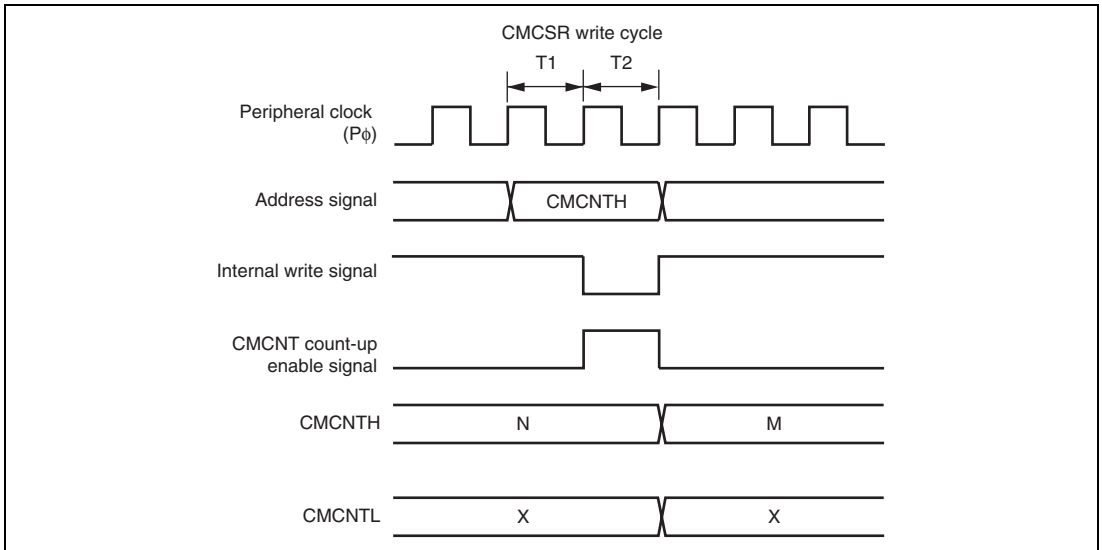 CMCSR write cycle
T1 T2
Peripheral clock
(Pφ)
Address signal CMCNTH
Internal write signal
CMCNT count-up
enable signal
CMCNTH N M
CMCNTL X X